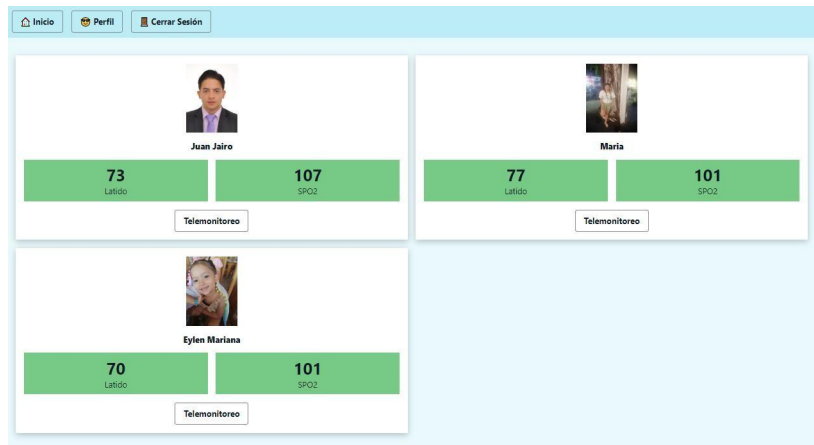 Inicio Perfil Cerrar Sesión
Juan Jairo
73 107
Latido SPO2
Telemonitoreo
Maria
77 101
Latido SPO2
Telemonitoreo
Eylen Mariana
70 101
Latido SPO2
Telemonitoreo